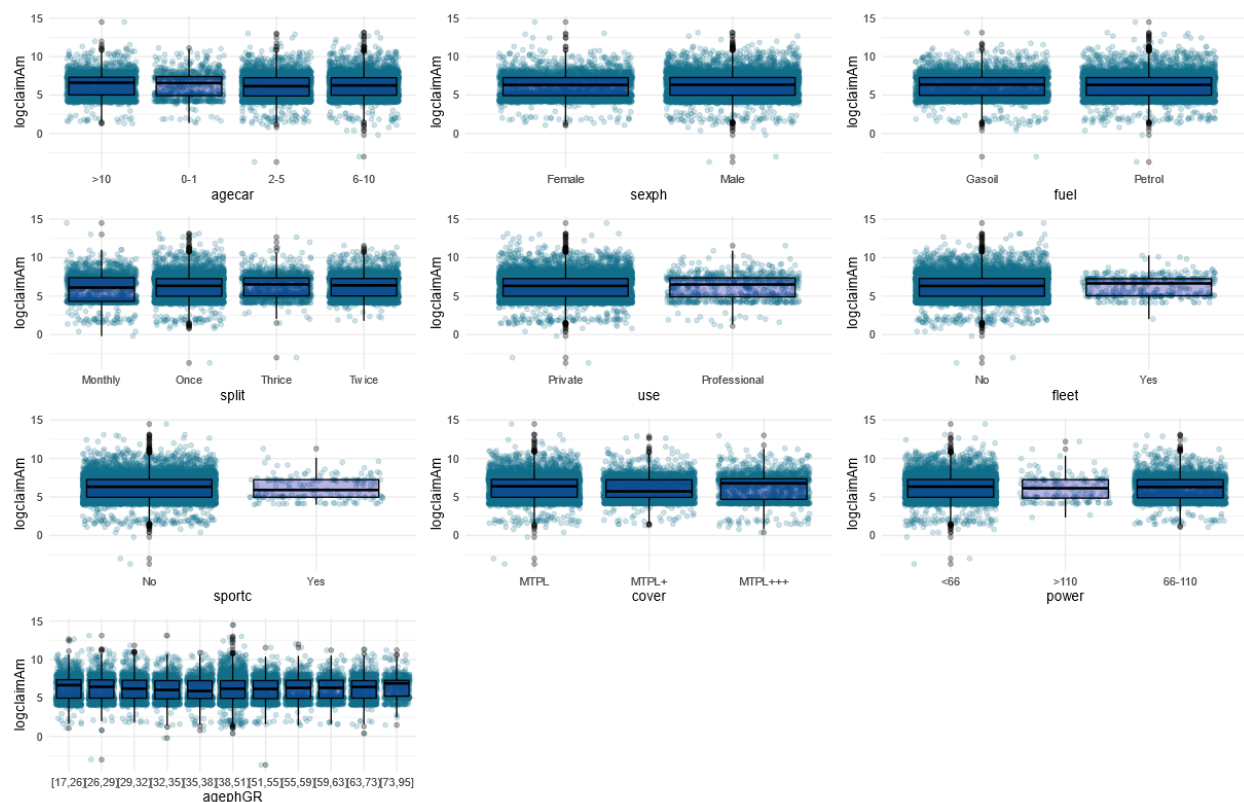 15
10
5
0
logclaimAm
>10 0-1 2-5 6-10
agecar
15
10
5
0
logclaimAm
Female Male
sexph
15
10
5
0
logclaimAm
Gasoil Petrol
fuel
15
10
5
0
logclaimAm
Monthly Once Thrice Twice
split
15
10
5
0
logclaimAm
Private Professional
use
15
10
5
0
logclaimAm
No Yes
fleet
15
10
5
0
logclaimAm
No Yes
sportc
15
10
5
0
logclaimAm
MTPL MTPL+ MTPL+++
cover
15
10
5
0
logclaimAm
<66 >110 66-110
power
15
10
5
0
logclaimAm
[17,26] (26,29] (29,32] (32,35] (35,38] (38,51] (51,55] (55,59] (59,63] (63,73] (73,95]
agephGR